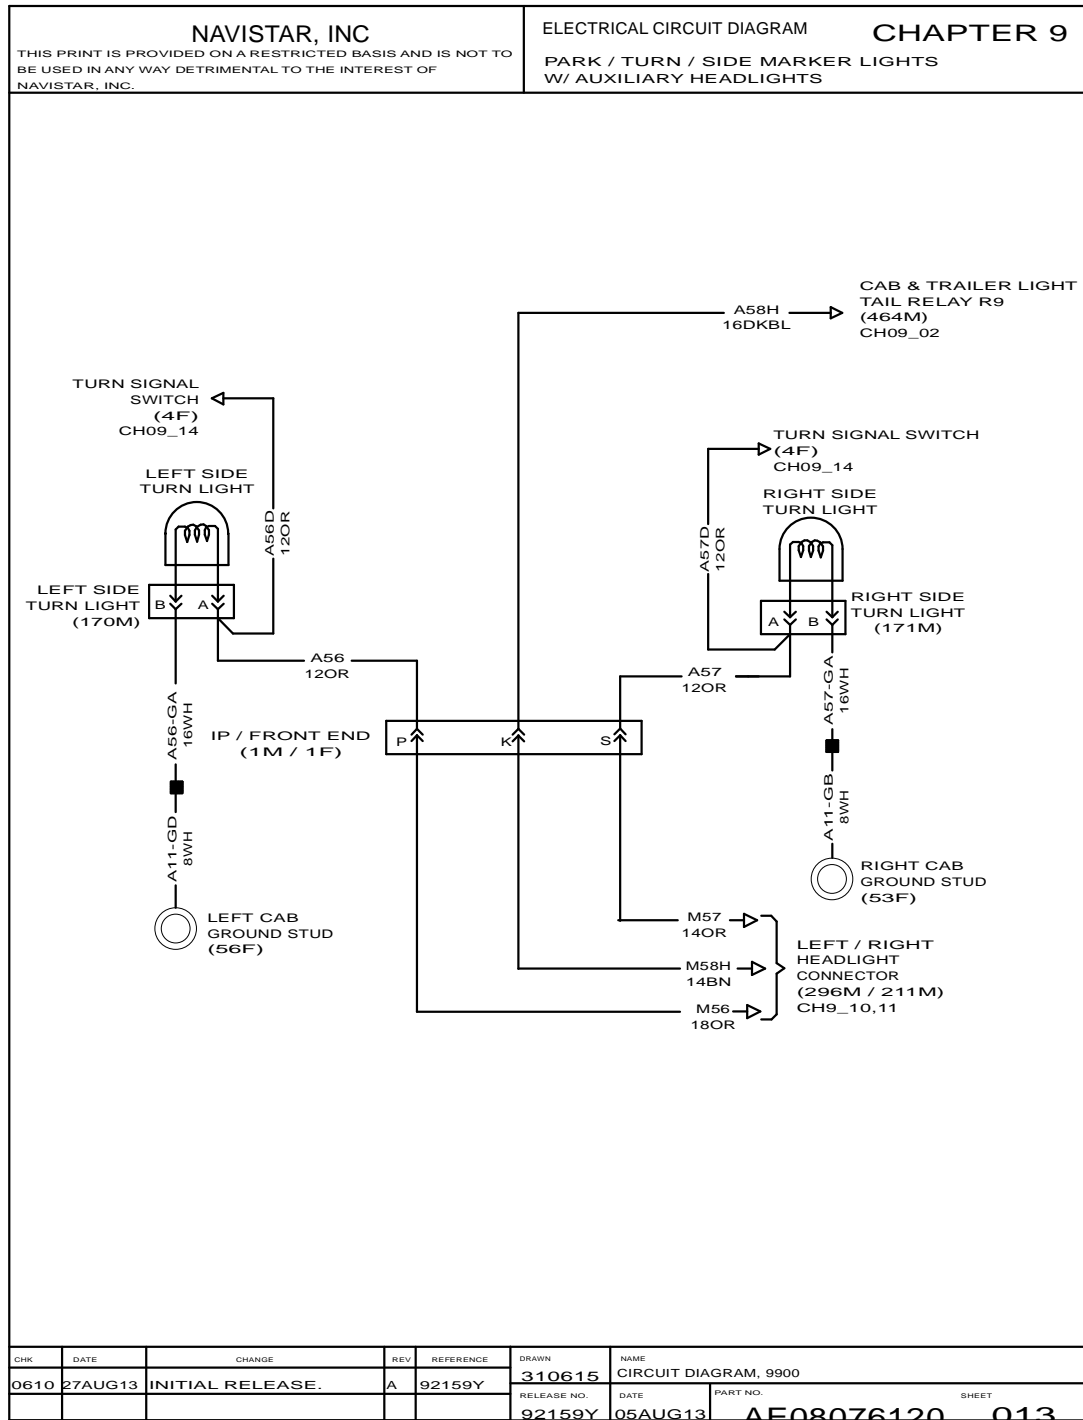 NAVISTAR, INC
THIS PRINT IS PROVIDED ON A RESTRICTED BASIS AND IS NOT TO
BE USED IN ANY WAY DETRIMENTAL TO THE INTEREST OF
NAVISTAR, INC.
ELECTRICAL CIRCUIT DIAGRAM
CHAPTER 9
PARK / TURN / SIDE MARKER LIGHTS
W/ AUXILIARY HEADLIGHTS
CAB & TRAILER LIGHT
TAIL RELAY R9
(464M)
CH09_02
A58H
16DKBL
TURN SIGNAL
SWITCH
(4F)
CH09_14
A56D
12OR
LEFT SIDE
TURN LIGHT
LEFT SIDE
TURN LIGHT
(170M)
B A
TURN SIGNAL SWITCH
(4F)
CH09_14
A57D
12OR
RIGHT SIDE
TURN LIGHT
A B
RIGHT SIDE
TURN LIGHT
(171M)
A56
12OR
A57
12OR
A56-GA
16WH
A57-GA
16WH
IP / FRONT END
(1M / 1F)
P K S
A11-GD
8WH
A11-GB
8WH
LEFT CAB
GROUND STUD
(56F)
RIGHT CAB
GROUND STUD
(53F)
M57
14OR
M58H
14BN
M56
18OR
LEFT / RIGHT
HEADLIGHT
CONNECTOR
(296M / 211M)
CH9_10,11
CHK DATE CHANGE REV REFERENCE
0610 27AUG13 INITIAL RELEASE. A 92159Y
DRAWN
310615
NAME
CIRCUIT DIAGRAM, 9900
RELEASE NO.
92159Y
DATE
05AUG13
PART NO.
AE08076120
SHEET
013